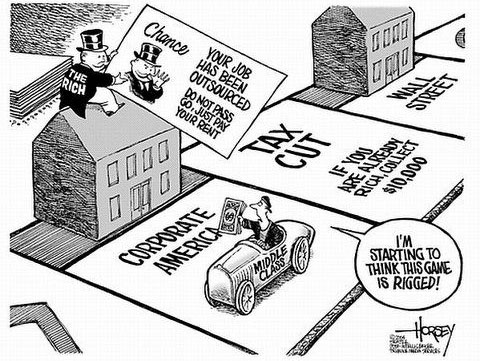 Chance
YOUR JOB
HAS BEEN
OUTSOURCED
DO NOT PASS
GO. JUST PAY
YOUR RENT
THE
RICH
WALL
STREET
TAX
CUT
IF YOU
ARE ALREADY
RICH, COLLECT
$10,000
CORPORATE
AMERICA
MIDDLE
CLASS
I'M
STARTING TO
THINK THIS GAME
IS RIGGED!
HORSEY